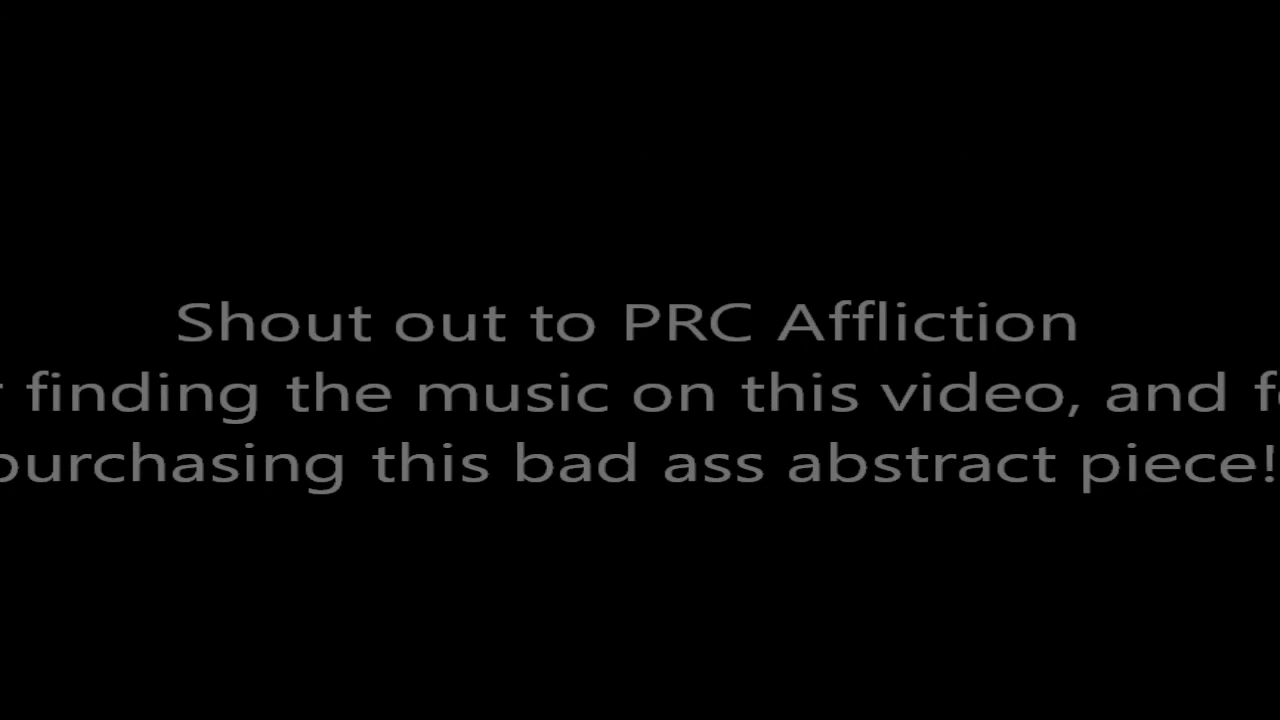 Shout out to PRC Affliction
finding the music on this video, and
purchasing this bad ass abstract piece!